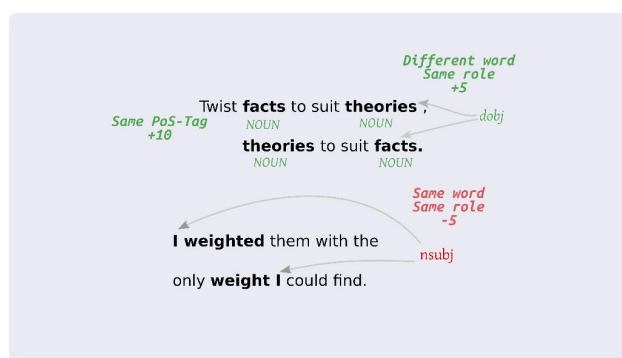 Different word
Same role
+5
Twist facts to suit theories ,
dobj
Same PoS-Tag
+10
NOUN NOUN
theories to suit facts.
NOUN NOUN
Same word
Same role
-5
I weighted them with the
nsubj
only weight I could find.